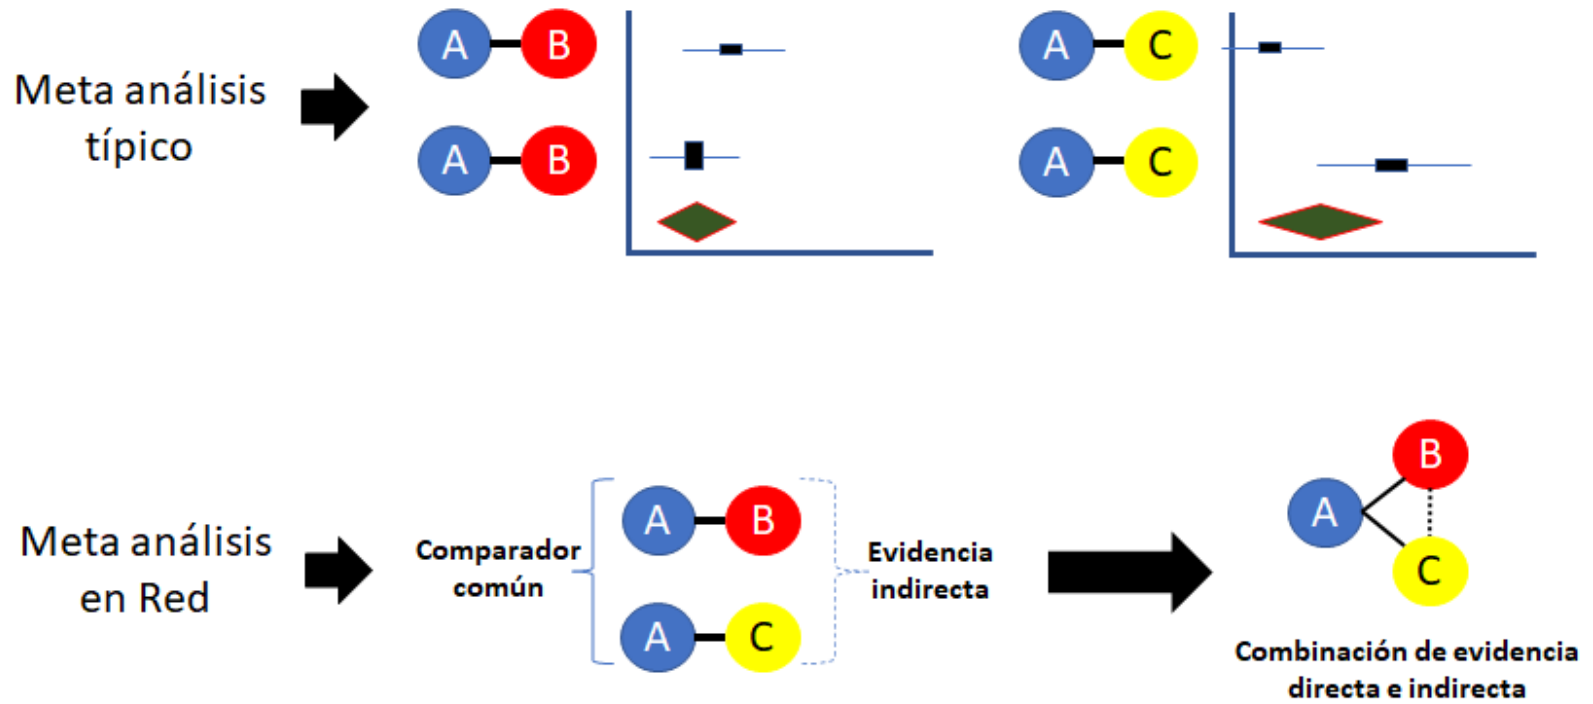 Meta análisis
típico
A B
A B
A C
A C
Meta análisis
en Red
Comparador
común
A B
A C
Evidencia
indirecta
B
A
C
Combinación de evidencia
directa e indirecta